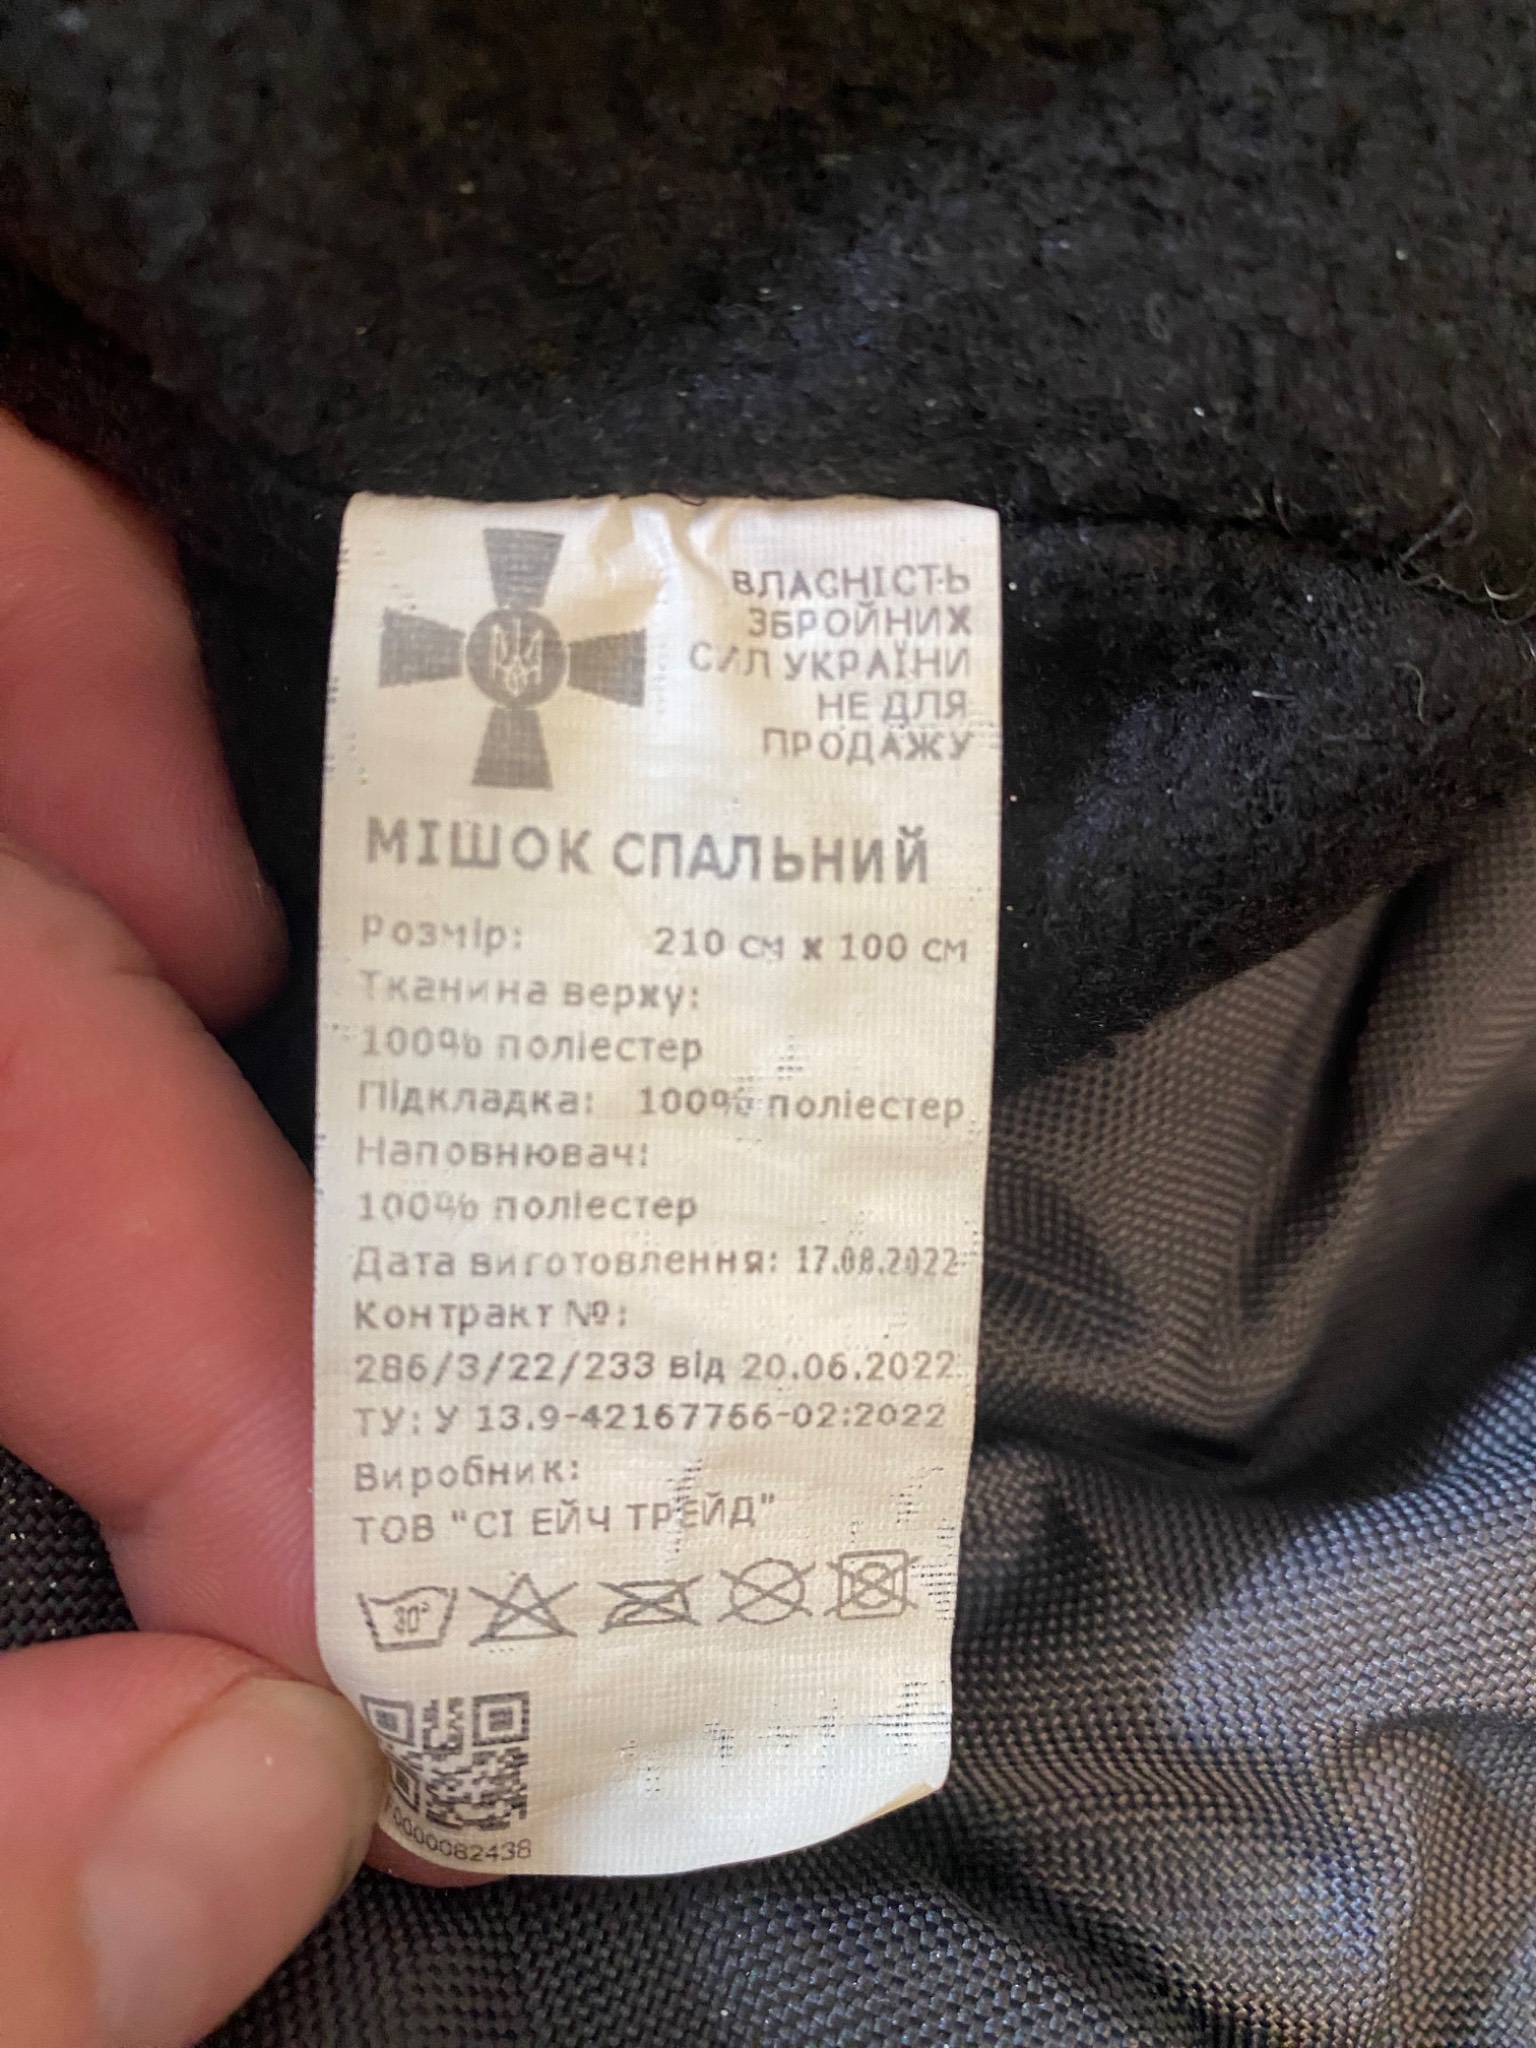 ВЛАСНІСТЬ
ЗБРОЙНИХ
СИЛ УКРАЇНИ
НЕ ДЛЯ
ПРОДАЖУ
МІШОК СПАЛЬНИЙ
Розмір: 210 см х 100 см
Тканина верху:
100% поліестер
Підкладка: 100% поліестер
Наповнювач:
100% поліестер
Дата виготовлення: 17.08.2022
Контракт №:
286/3/22/233 від 20.06.2022
ТУ: У 13.9-42167766-02:2022
Виробник:
ТОВ "СІ ЕЙЧ ТРЕЙД"
30°